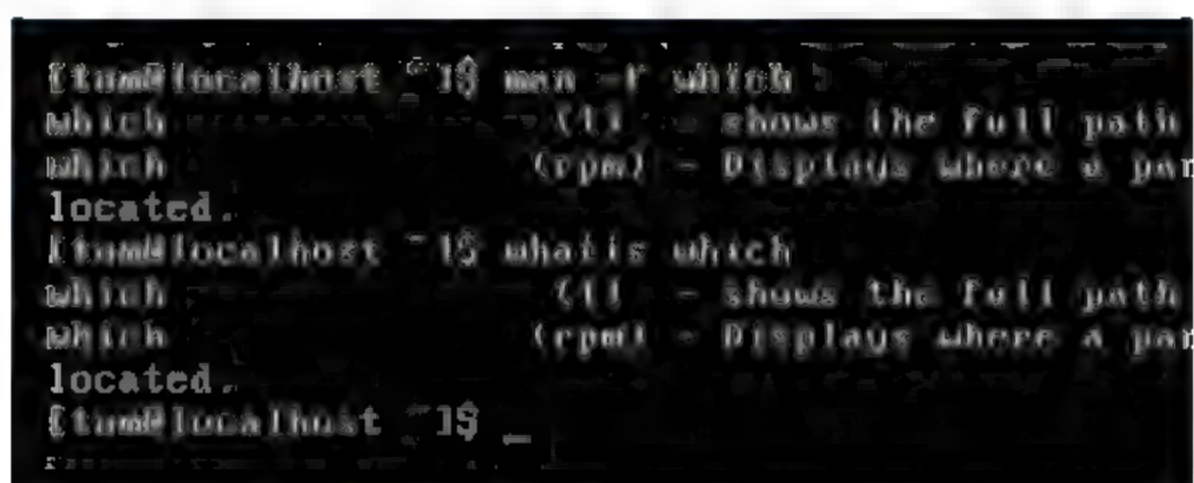 [tum@localhost ~]$ man -f which
which (1) - shows the full path
which (rpm) - Displays where a par
located.
[tum@localhost ~]$ whatis which
which (1) - shows the full path
which (rpm) - Displays where a par
located.
[tum@localhost ~]$ _